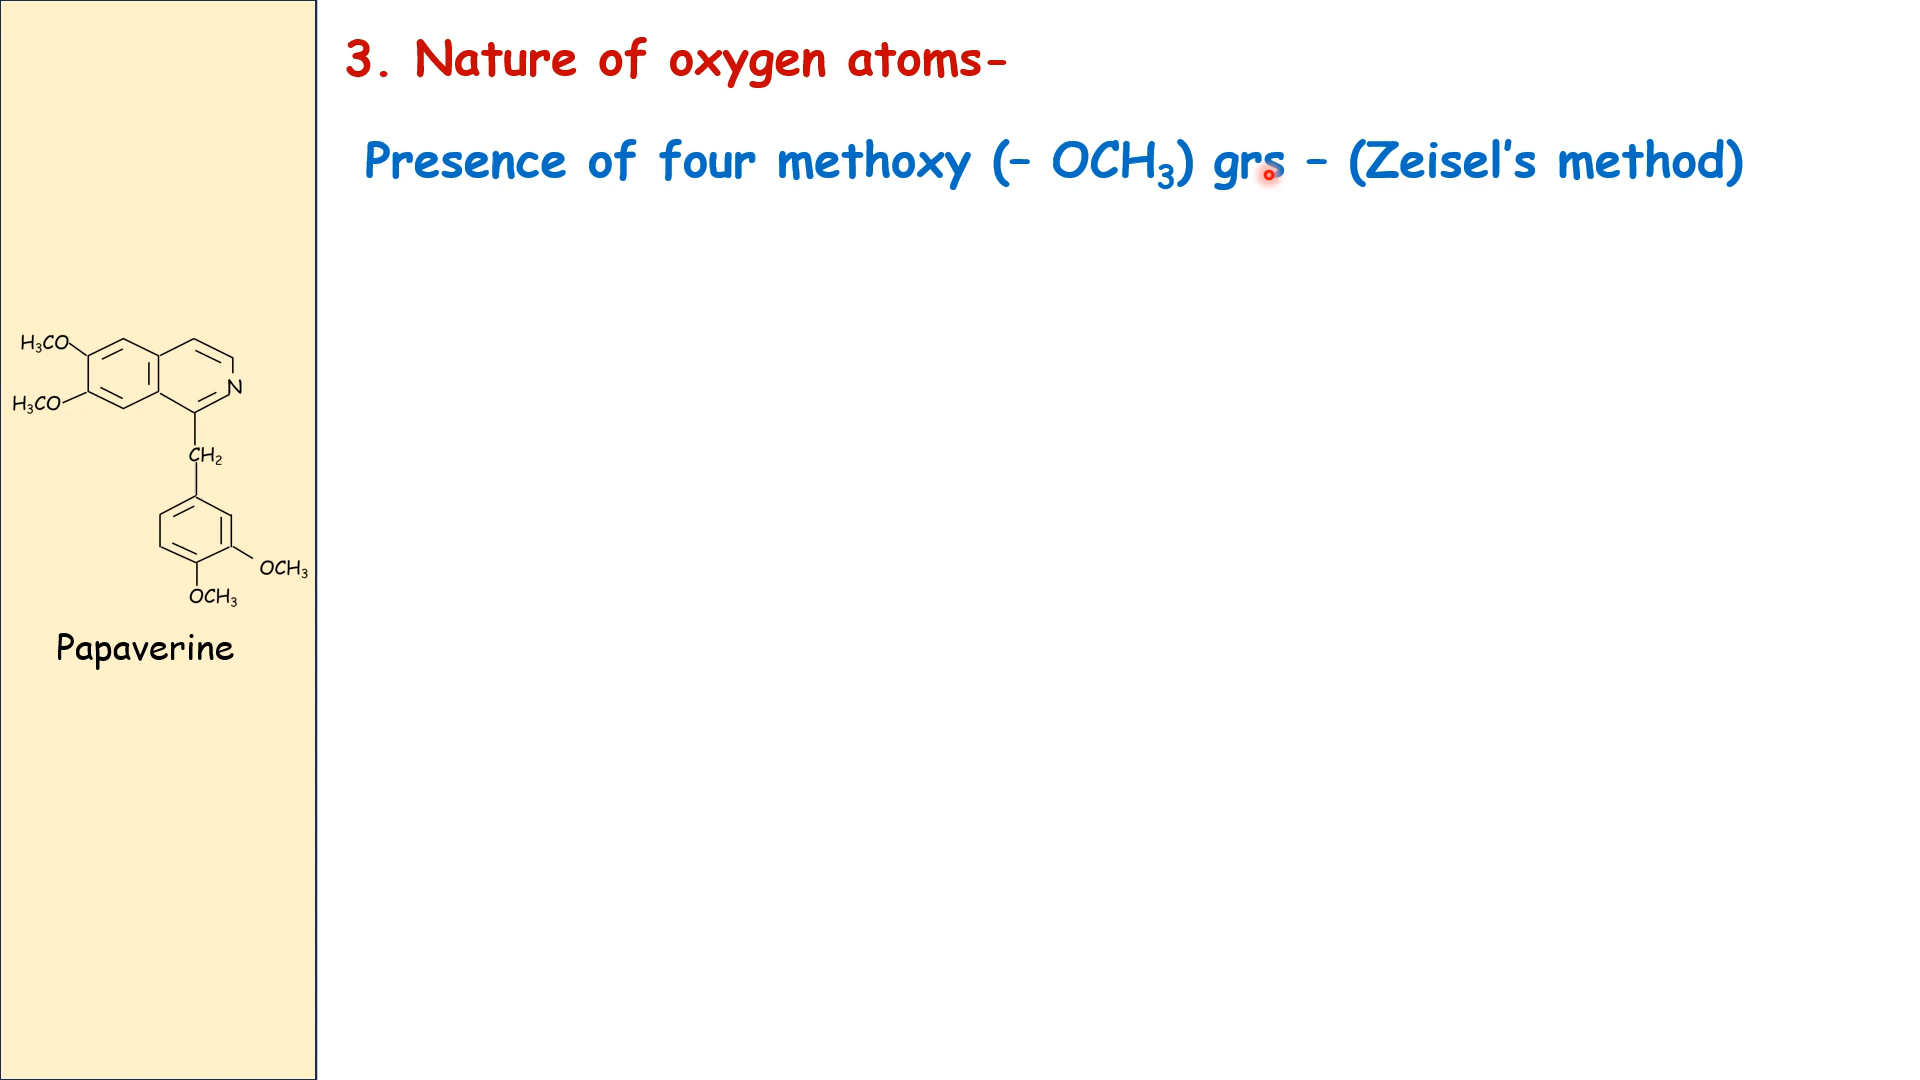 3. Nature of oxygen atoms-
Presence of four methoxy (– OCH₃) grs – (Zeisel’s method)
H₃CO
N
H₃CO
CH₂
OCH₃
OCH₃
Papaverine